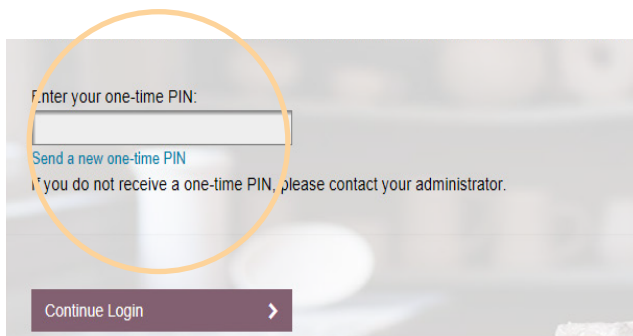 Enter your one-time PIN:
Send a new one-time PIN
If you do not receive a one-time PIN, please contact your administrator.
Continue Login